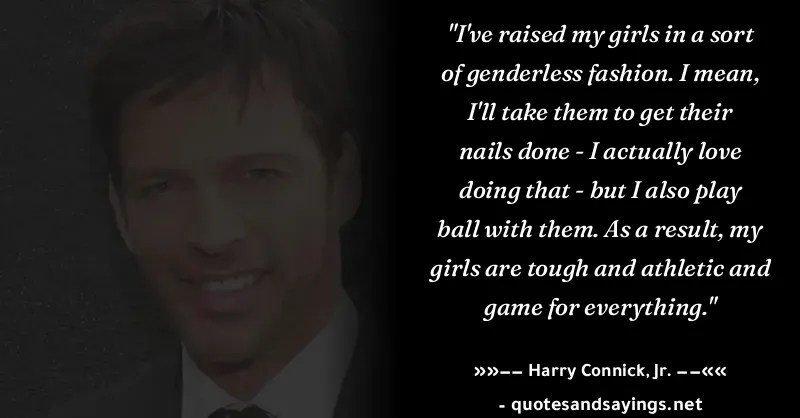 "I've raised my girls in a sort
of genderless fashion. I mean,
I'll take them to get their
nails done - I actually love
doing that - but I also play
ball with them. As a result, my
girls are tough and athletic and
game for everything."
»»−− Harry Connick, Jr. −−««
- quotesandsayings.net